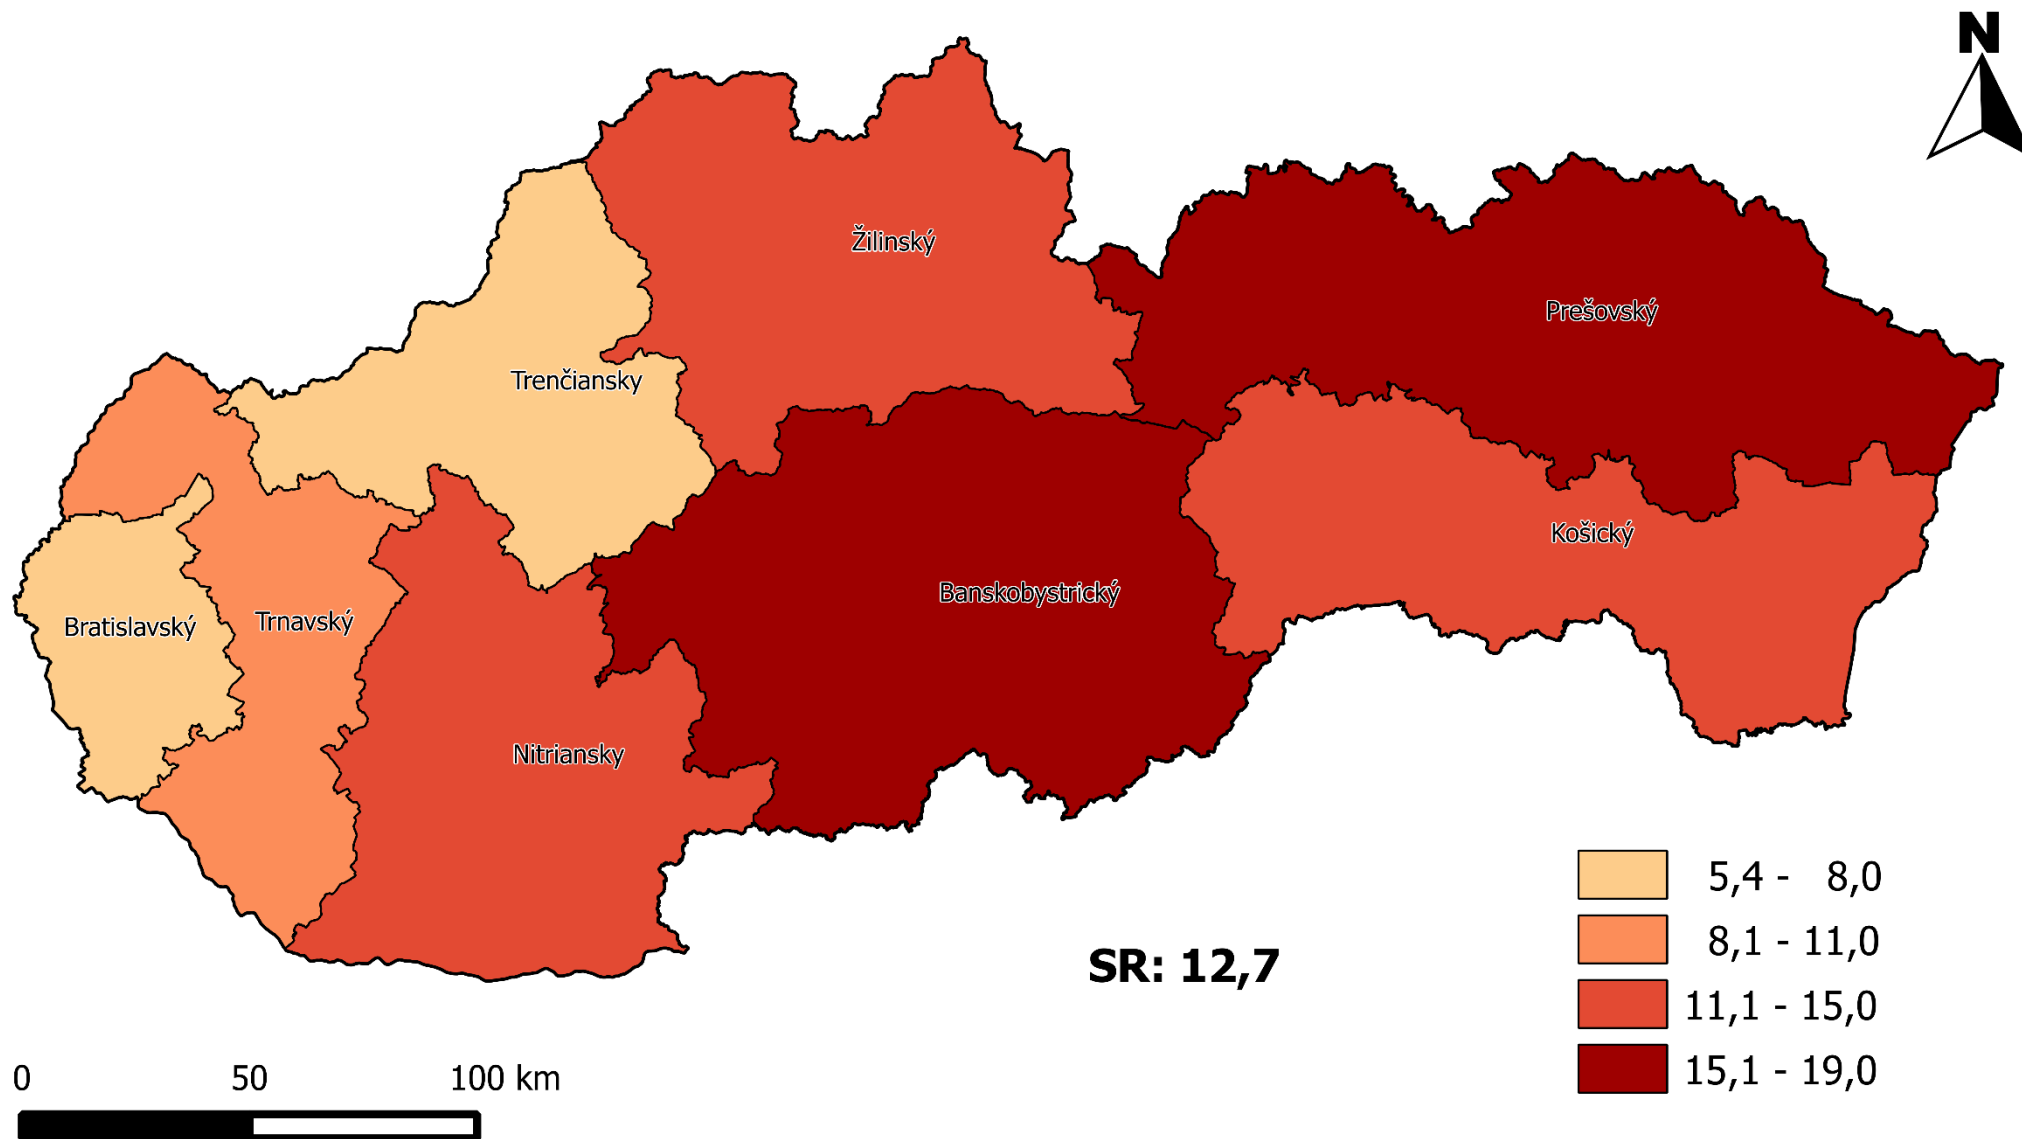 N
Žilinský
Prešovský
Trenčiansky
Košický
Banskobystrický
Trnavský
Bratislavský
Nitriansky
5,4 - 8,0
8,1 - 11,0
SR: 12,7
11,1 - 15,0
15,1 - 19,0
0 50 100 km